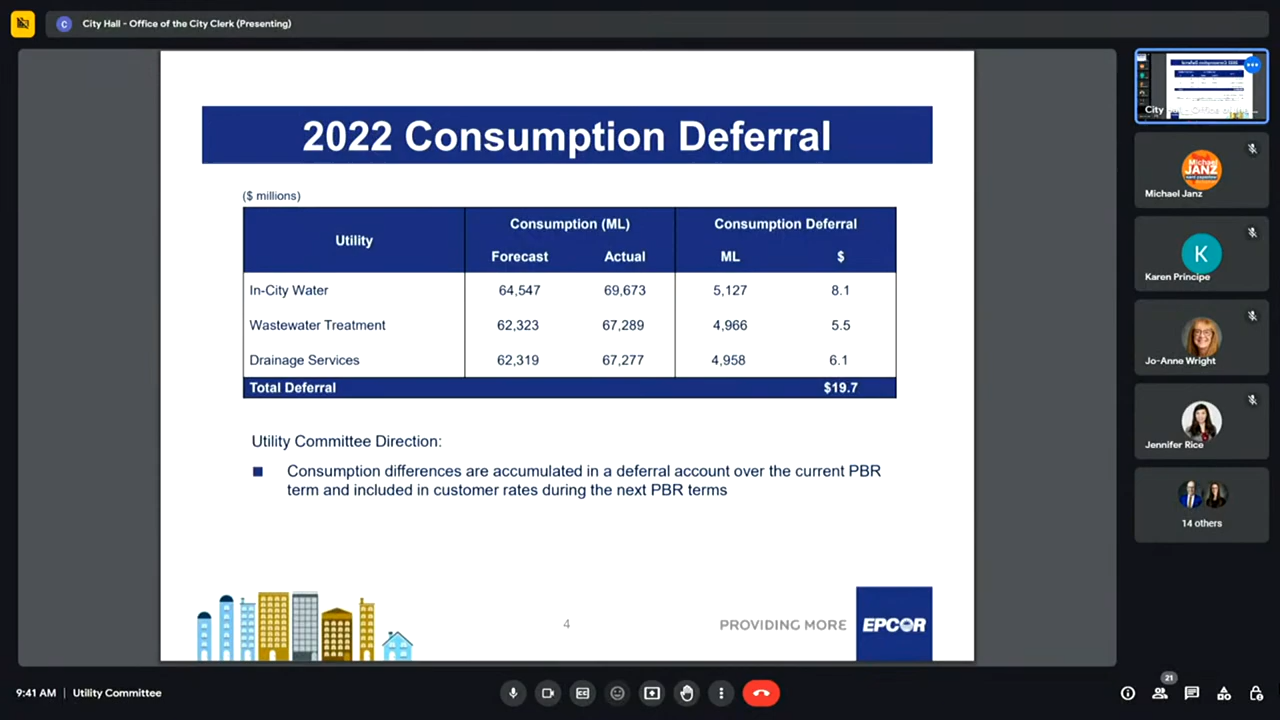 C City Hall - Office of the City Clerk (Presenting)
2022 Consumption Deferral
($ millions)
Utility Consumption (ML) Consumption Deferral
Forecast Actual ML $
In-City Water 64,547 69,673 5,127 8.1
Wastewater Treatment 62,323 67,289 4,966 5.5
Drainage Services 62,319 67,277 4,958 6.1
Total Deferral $19.7
Utility Committee Direction:
Consumption differences are accumulated in a deferral account over the current PBR
term and included in customer rates during the next PBR terms
4
PROVIDING MORE EPCOR
City
Michael
JANZ
Michael Janz
K
Karen Principe
Jo-Anne Wright
Jennifer Rice
14 others
9:41 AM | Utility Committee
21